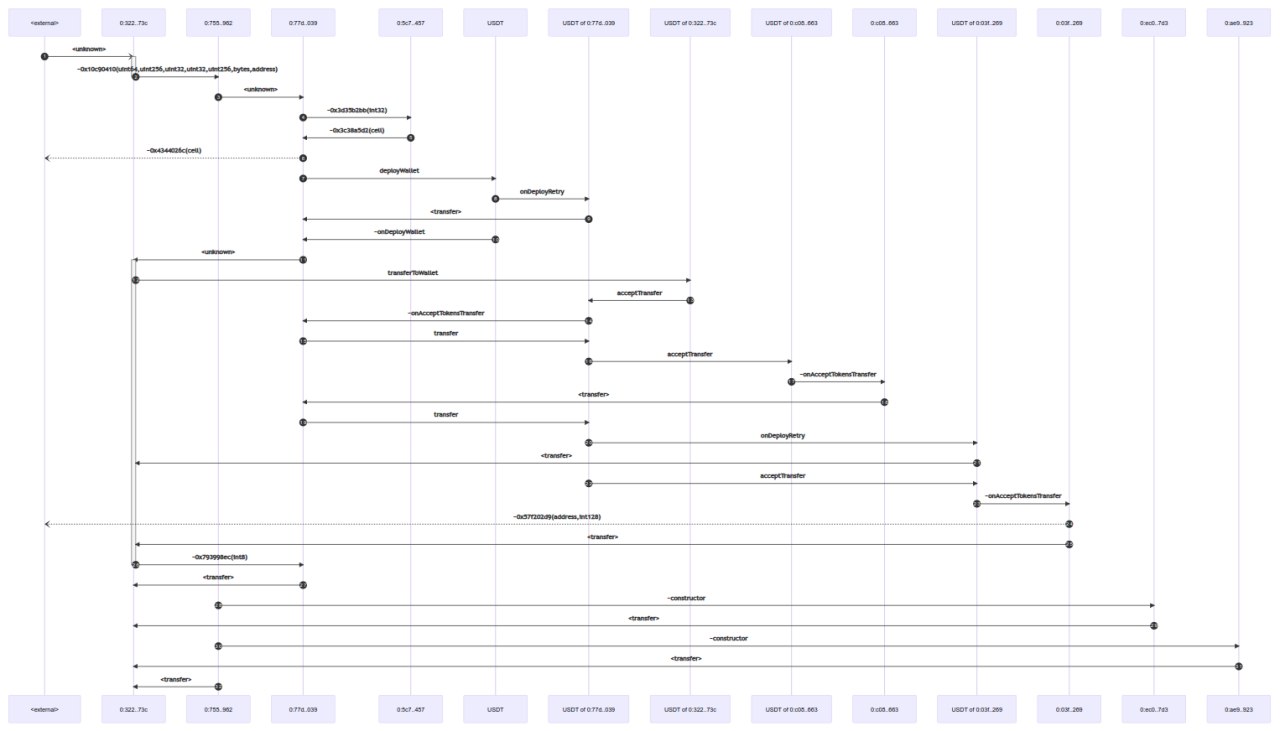 <external> 0:322..73c 0:755..962 0:77d..039 0:5c7..457 USDT USDT of 0:77d..039 USDT of 0:322..73c USDT of 0:c05..663 0:c05..663 USDT of 0:03f..269 0:03f..269 0:ec0..7d3 0:ae9..923
<unknown>
~0x10c90410(uint64,uint256,uint32,uint32,uint256,bytes,address)
<unknown>
~0x3d35b2bb(int32)
~0x3c38a5d2(cell)
~0x4344026c(cell)
deployWallet
onDeployRetry
<transfer>
~onDeployWallet
<unknown>
transferToWallet
acceptTransfer
~onAcceptTokensTransfer
transfer
acceptTransfer
~onAcceptTokensTransfer
<transfer>
transfer
onDeployRetry
<transfer>
acceptTransfer
~onAcceptTokensTransfer
~0x57f202d9(address,int128)
<transfer>
~0x793998ec(int8)
<transfer>
~constructor
<transfer>
~constructor
<transfer>
<transfer>
<external> 0:322..73c 0:755..962 0:77d..039 0:5c7..457 USDT USDT of 0:77d..039 USDT of 0:322..73c USDT of 0:c05..663 0:c05..663 USDT of 0:03f..269 0:03f..269 0:ec0..7d3 0:ae9..923